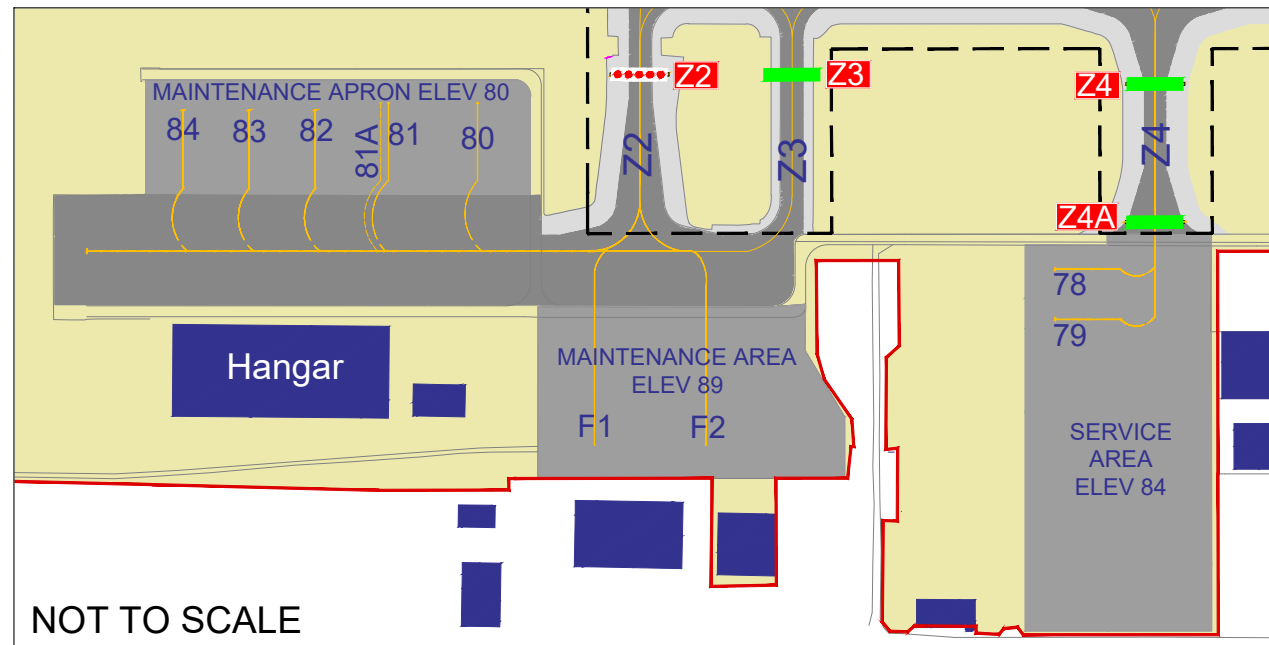 Z2
Z3
Z4
MAINTENANCE APRON ELEV 80
84
83
82
81A
81
80
Z2
Z3
Z4
Z4A
78
79
Hangar
MAINTENANCE AREA
ELEV 89
F1
F2
SERVICE
AREA
ELEV 84
NOT TO SCALE